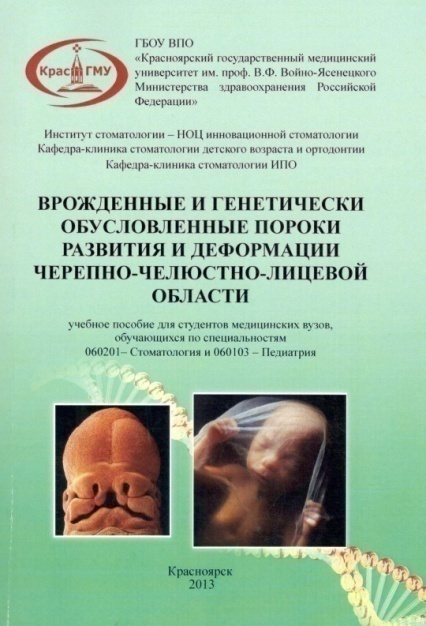 Крас ГМУ
ГБОУ ВПО
«Красноярский государственный медицинский
университет им. проф. В.Ф. Войно-Ясенецкого
Министерства здравоохранения Российской
Федерации»
Институт стоматологии – НОЦ инновационной стоматологии
Кафедра-клиника стоматологии детского возраста и ортодонтии
Кафедра-клиника стоматологии ИПО
ВРОЖДЕННЫЕ И ГЕНЕТИЧЕСКИ
ОБУСЛОВЛЕННЫЕ ПОРОКИ
РАЗВИТИЯ И ДЕФОРМАЦИИ
ЧЕРЕПНО-ЧЕЛЮСТНО-ЛИЦЕВОЙ
ОБЛАСТИ
учебное пособие для студентов медицинских вузов,
обучающихся по специальностям
060201– Стоматология и 060103 – Педиатрия
Красноярск
2013